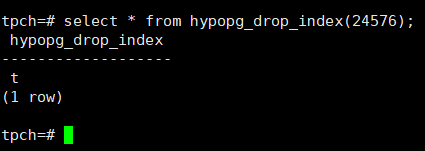 tpch=# select * from hypopg_drop_index(24576);
 hypopg_drop_index
-------------------
 t
(1 row)
tpch=#